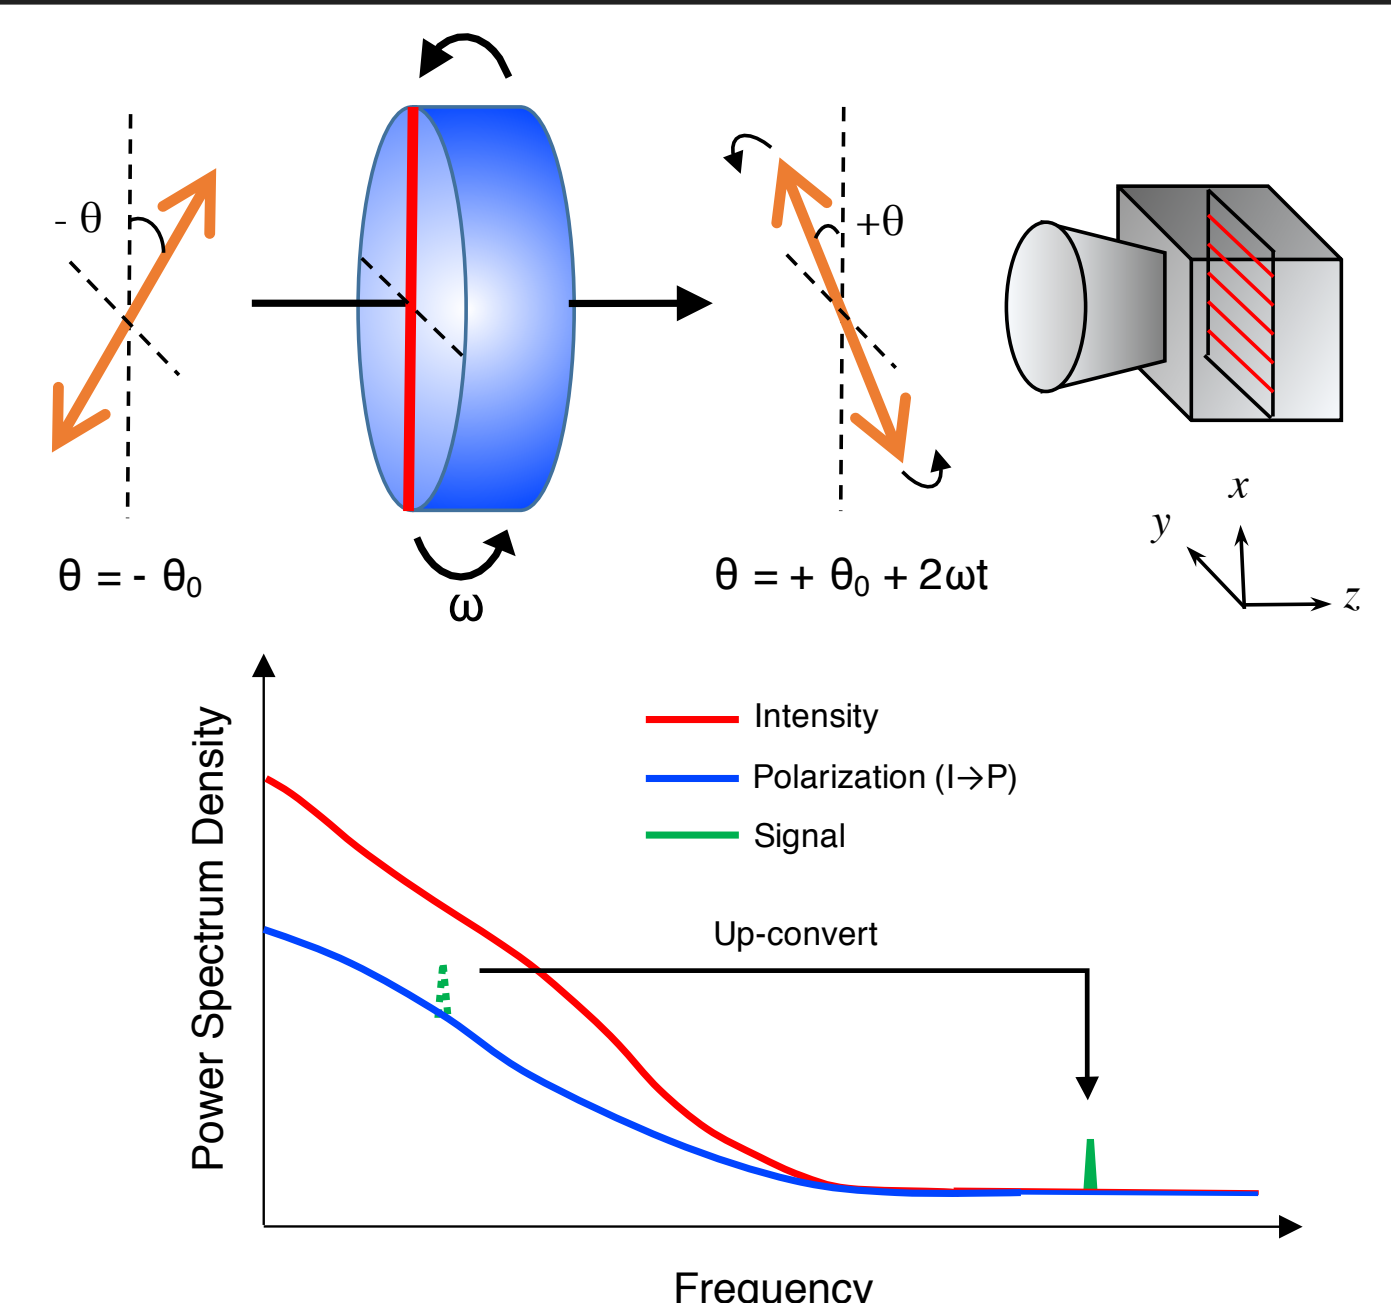 - θ
+θ
x
y
z
θ = - θ₀
ω
θ = + θ₀ + 2ωt
Power Spectrum Density
Intensity
Polarization (I→P)
Signal
Up-convert
Frequency